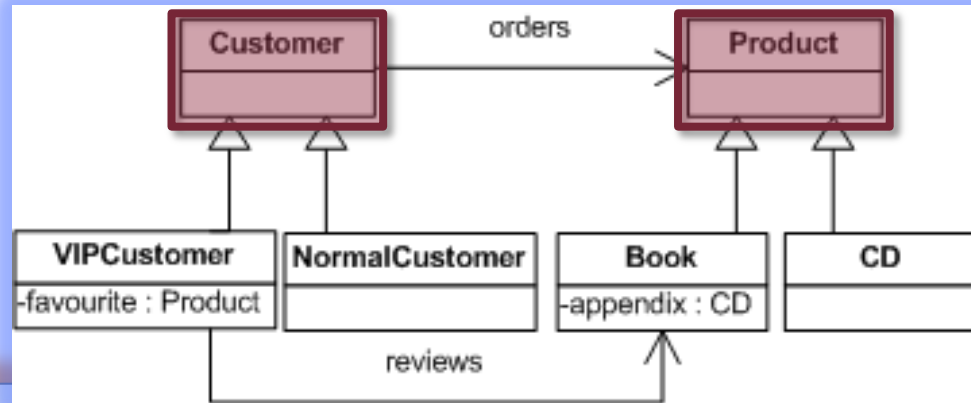 orders
Customer
Product
VIPCustomer
-favourite : Product
NormalCustomer
Book
-appendix : CD
CD
reviews